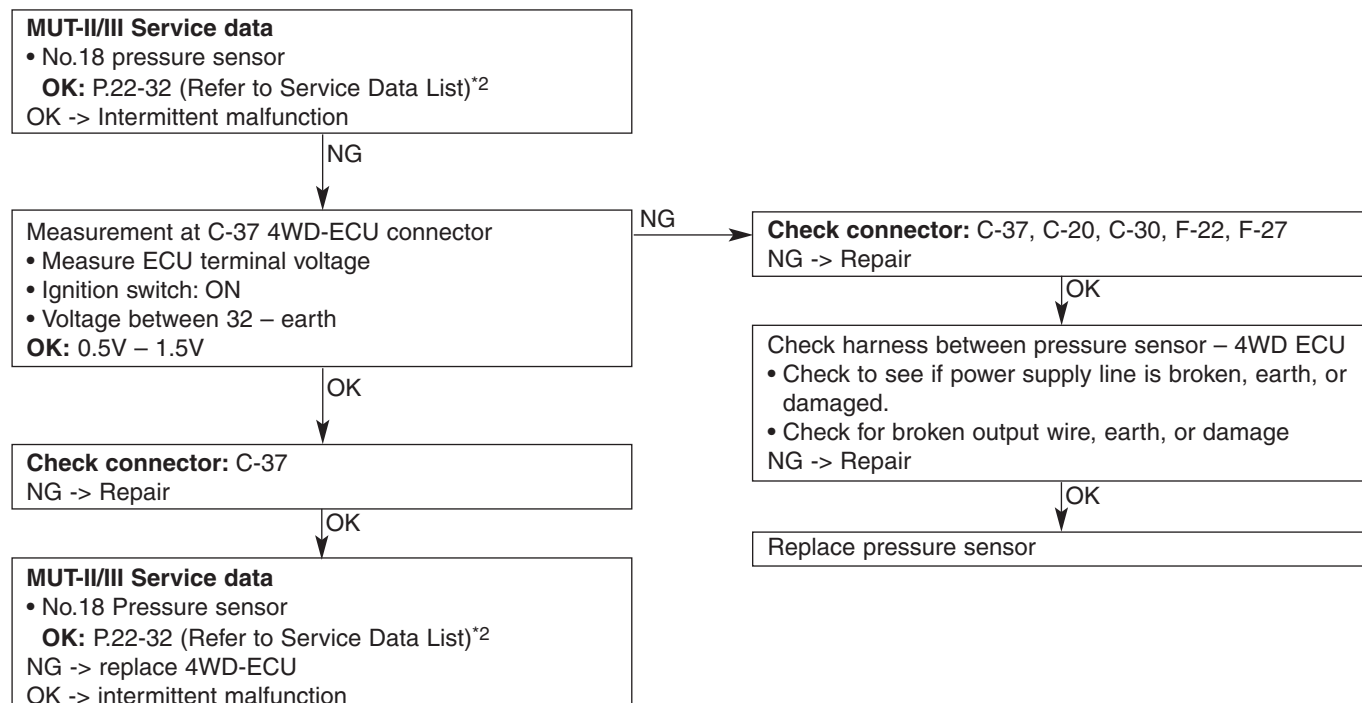 MUT-II/III Service data
• No.18 pressure sensor
OK: P.22-32 (Refer to Service Data List)*2
OK -> Intermittent malfunction
NG
Measurement at C-37 4WD-ECU connector
• Measure ECU terminal voltage
• Ignition switch: ON
• Voltage between 32 – earth
OK: 0.5V – 1.5V
NG
Check connector: C-37, C-20, C-30, F-22, F-27
NG -> Repair
OK
Check harness between pressure sensor – 4WD ECU
• Check to see if power supply line is broken, earth, or
damaged.
• Check for broken output wire, earth, or damage
NG -> Repair
OK
Replace pressure sensor
OK
Check connector: C-37
NG -> Repair
OK
MUT-II/III Service data
• No.18 Pressure sensor
OK: P.22-32 (Refer to Service Data List)*2
NG -> replace 4WD-ECU
OK -> intermittent malfunction